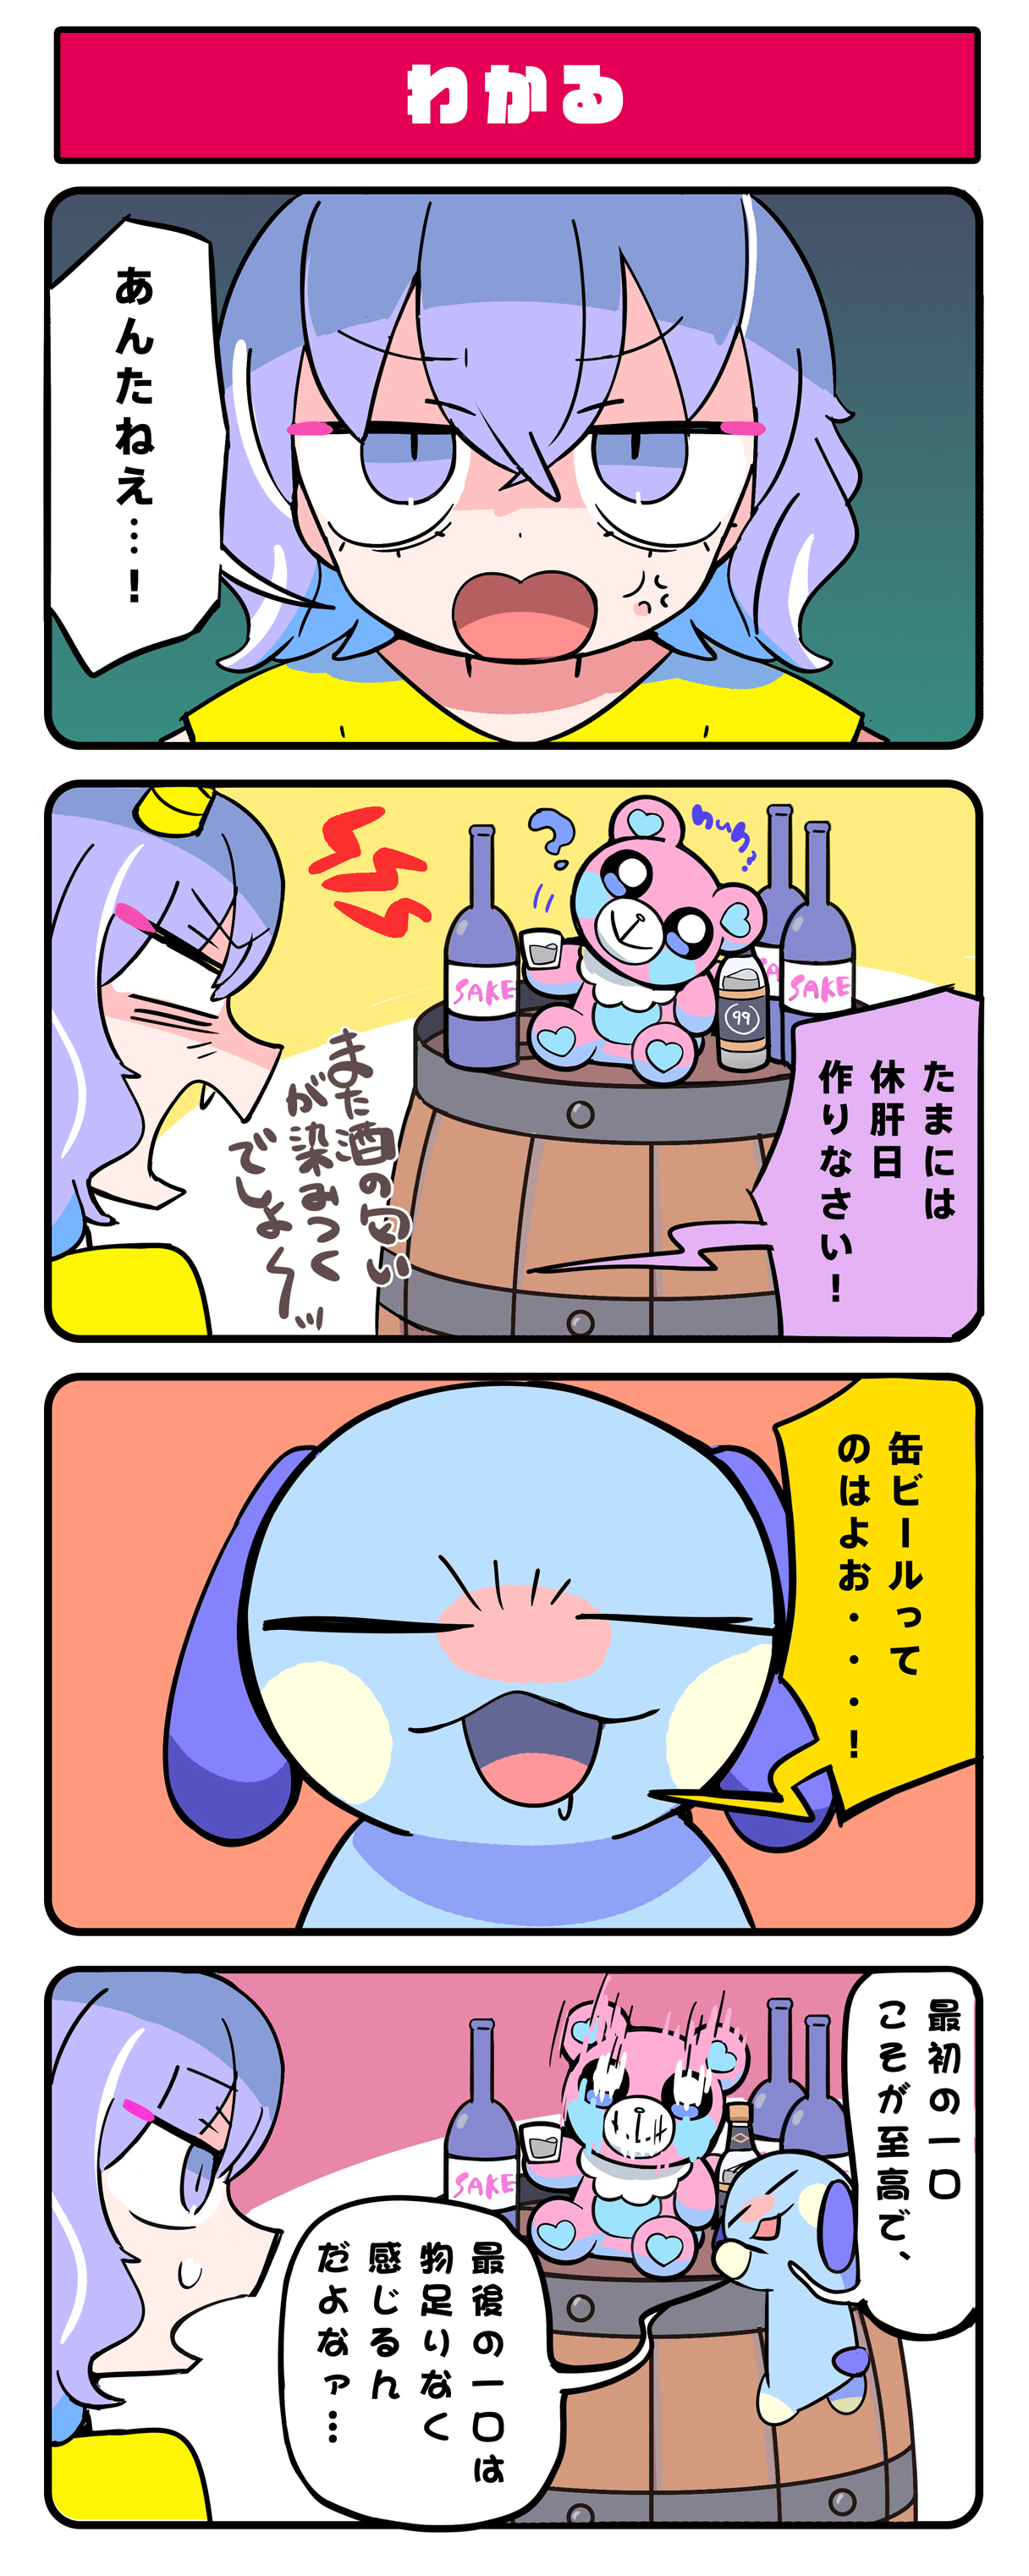 わかる
あんたねえ…！
たまには
休肝日
作りなさい！
huh?
SAKE
SAKE
SA
99
また酒の匂い
が染みつく
でしょ～ッ
缶ビールって
のはよお・・・・！
最初の一口
こそが至高で、
SAKE
最後の一口は
物足りなく
感じるん
だよなァ…